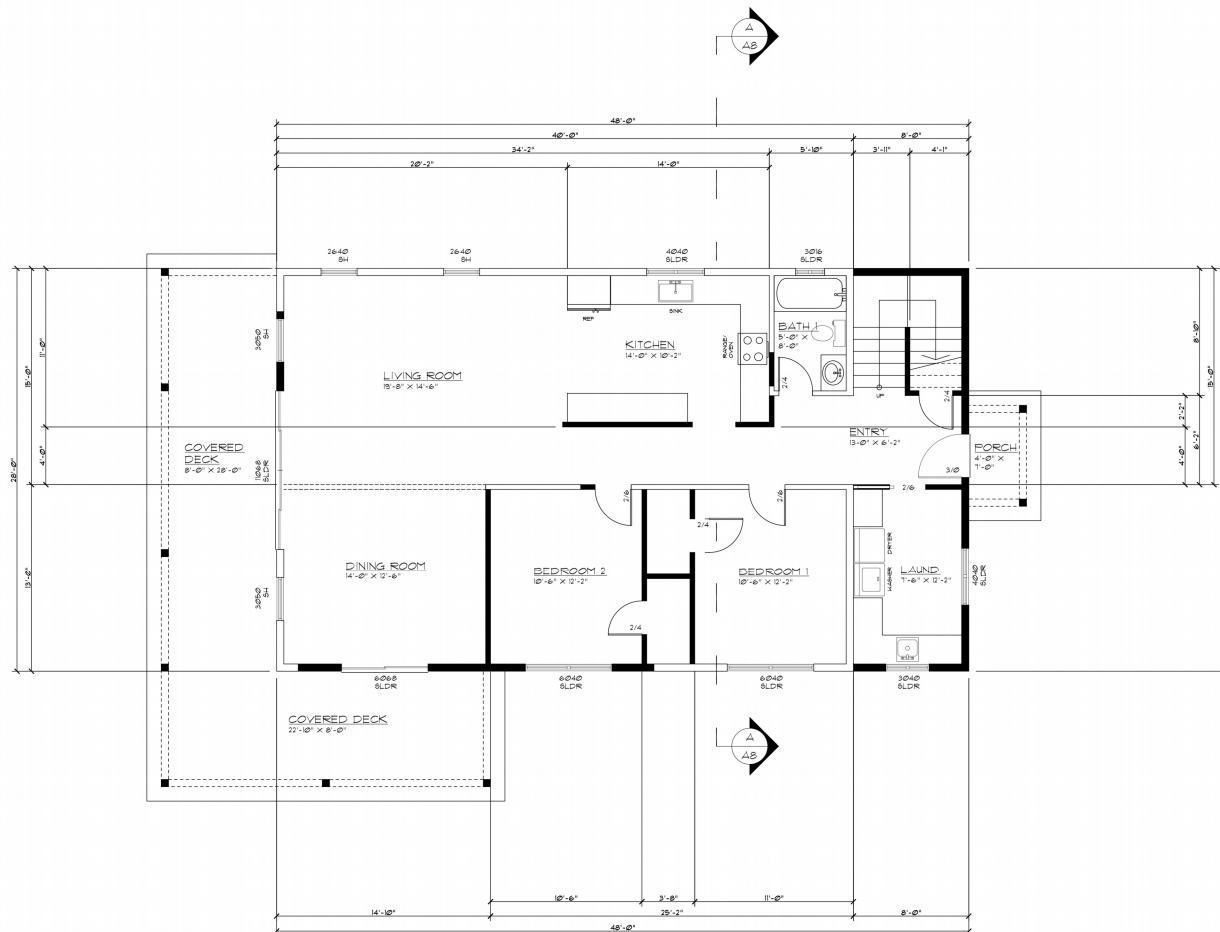 A
A8
48'-0"
40'-0"
8'-0"
34'-2"
5'-10"
3'-11"
4'-1"
20'-2"
14'-0"
2640
SH
2640
SH
4040
SLDR
3016
SLDR
REF
SINK
BATH 1
5'-0" X
8'-0"
KITCHEN
14'-0" X 10'-2"
RANGE/
OVEN
3050
SH
LIVING ROOM
19'-8" X 14'-6"
2/4
UP
2/4
11'-0"
15'-0"
28'-0"
4'-0"
13'-0"
8'-10"
15'-0"
2'-2"
6'-2"
4'-0"
COVERED
DECK
8'-0" X 28'-0"
11068
SLDR
ENTRY
13'-0" X 6'-2"
PORCH
4'-0" X
7'-0"
3/0
2/6
2/6
2/6
2/4
DINING ROOM
14'-0" X 12'-6"
BEDROOM 2
10'-6" X 12'-2"
BEDROOM 1
10'-6" X 12'-2"
DRYER
WASHER
LAUND.
7'-6" X 12'-2"
4040
SLDR
3050
SH
2/4
6068
SLDR
6040
SLDR
6040
SLDR
3040
SLDR
COVERED DECK
22'-10" X 8'-0"
A
A8
10'-6"
3'-8"
11'-0"
14'-10"
25'-2"
8'-0"
48'-0"